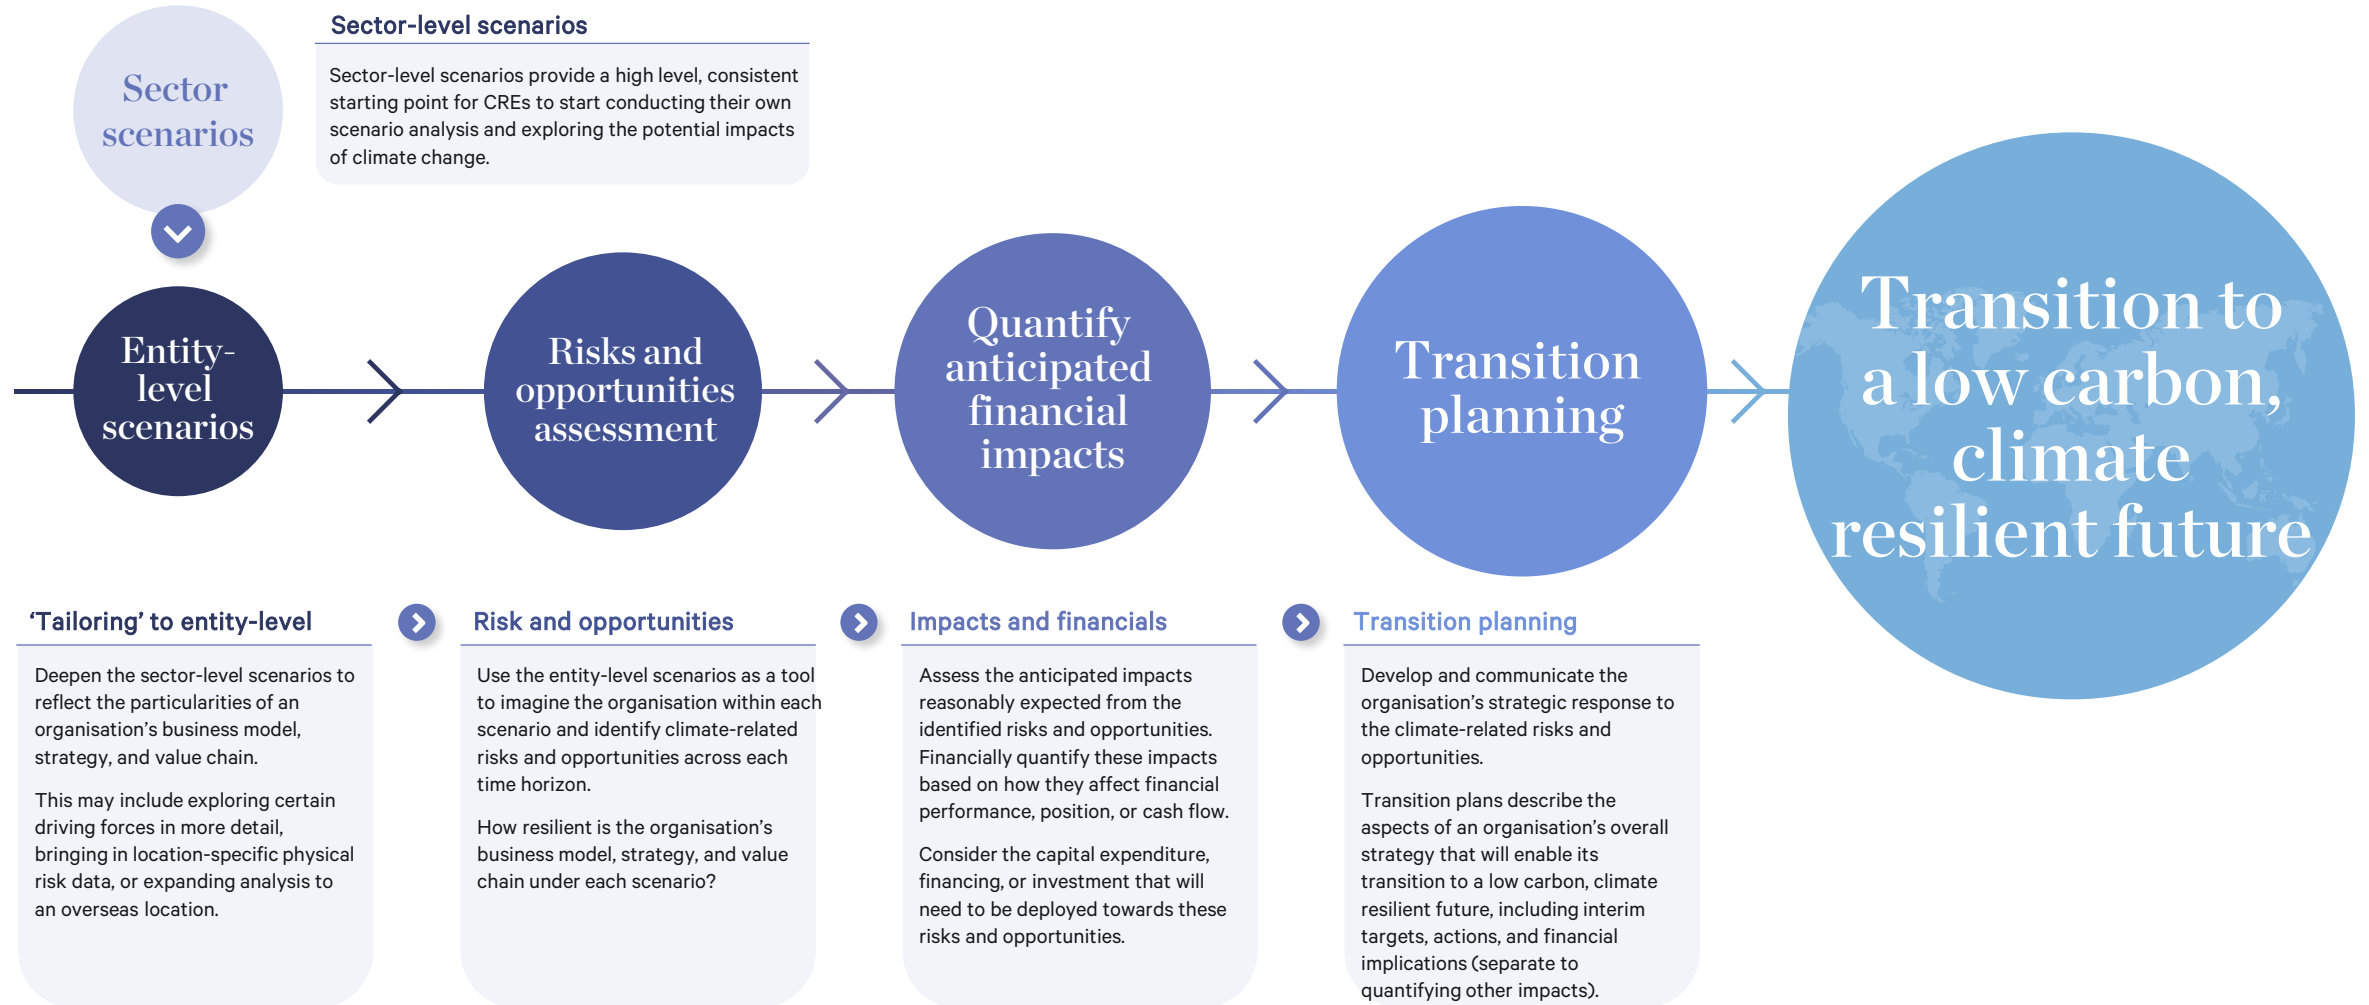 Sector
scenarios
Sector-level scenarios
Sector-level scenarios provide a high level, consistent
starting point for CREs to start conducting their own
scenario analysis and exploring the potential impacts
of climate change.
Entity-
level
scenarios
Risks and
opportunities
assessment
Quantify
anticipated
financial
impacts
Transition
planning
Transition to
a low carbon,
climate
resilient future
‘Tailoring’ to entity-level
Deepen the sector-level scenarios to
reflect the particularities of an
organisation’s business model,
strategy, and value chain.
This may include exploring certain
driving forces in more detail,
bringing in location-specific physical
risk data, or expanding analysis to
an overseas location.
Risk and opportunities
Use the entity-level scenarios as a tool
to imagine the organisation within each
scenario and identify climate-related
risks and opportunities across each
time horizon.
How resilient is the organisation’s
business model, strategy, and value
chain under each scenario?
Impacts and financials
Assess the anticipated impacts
reasonably expected from the
identified risks and opportunities.
Financially quantify these impacts
based on how they affect financial
performance, position, or cash flow.
Consider the capital expenditure,
financing, or investment that will
need to be deployed towards these
risks and opportunities.
Transition planning
Develop and communicate the
organisation’s strategic response to
the climate-related risks and
opportunities.
Transition plans describe the
aspects of an organisation’s overall
strategy that will enable its
transition to a low carbon, climate
resilient future, including interim
targets, actions, and financial
implications (separate to
quantifying other impacts).